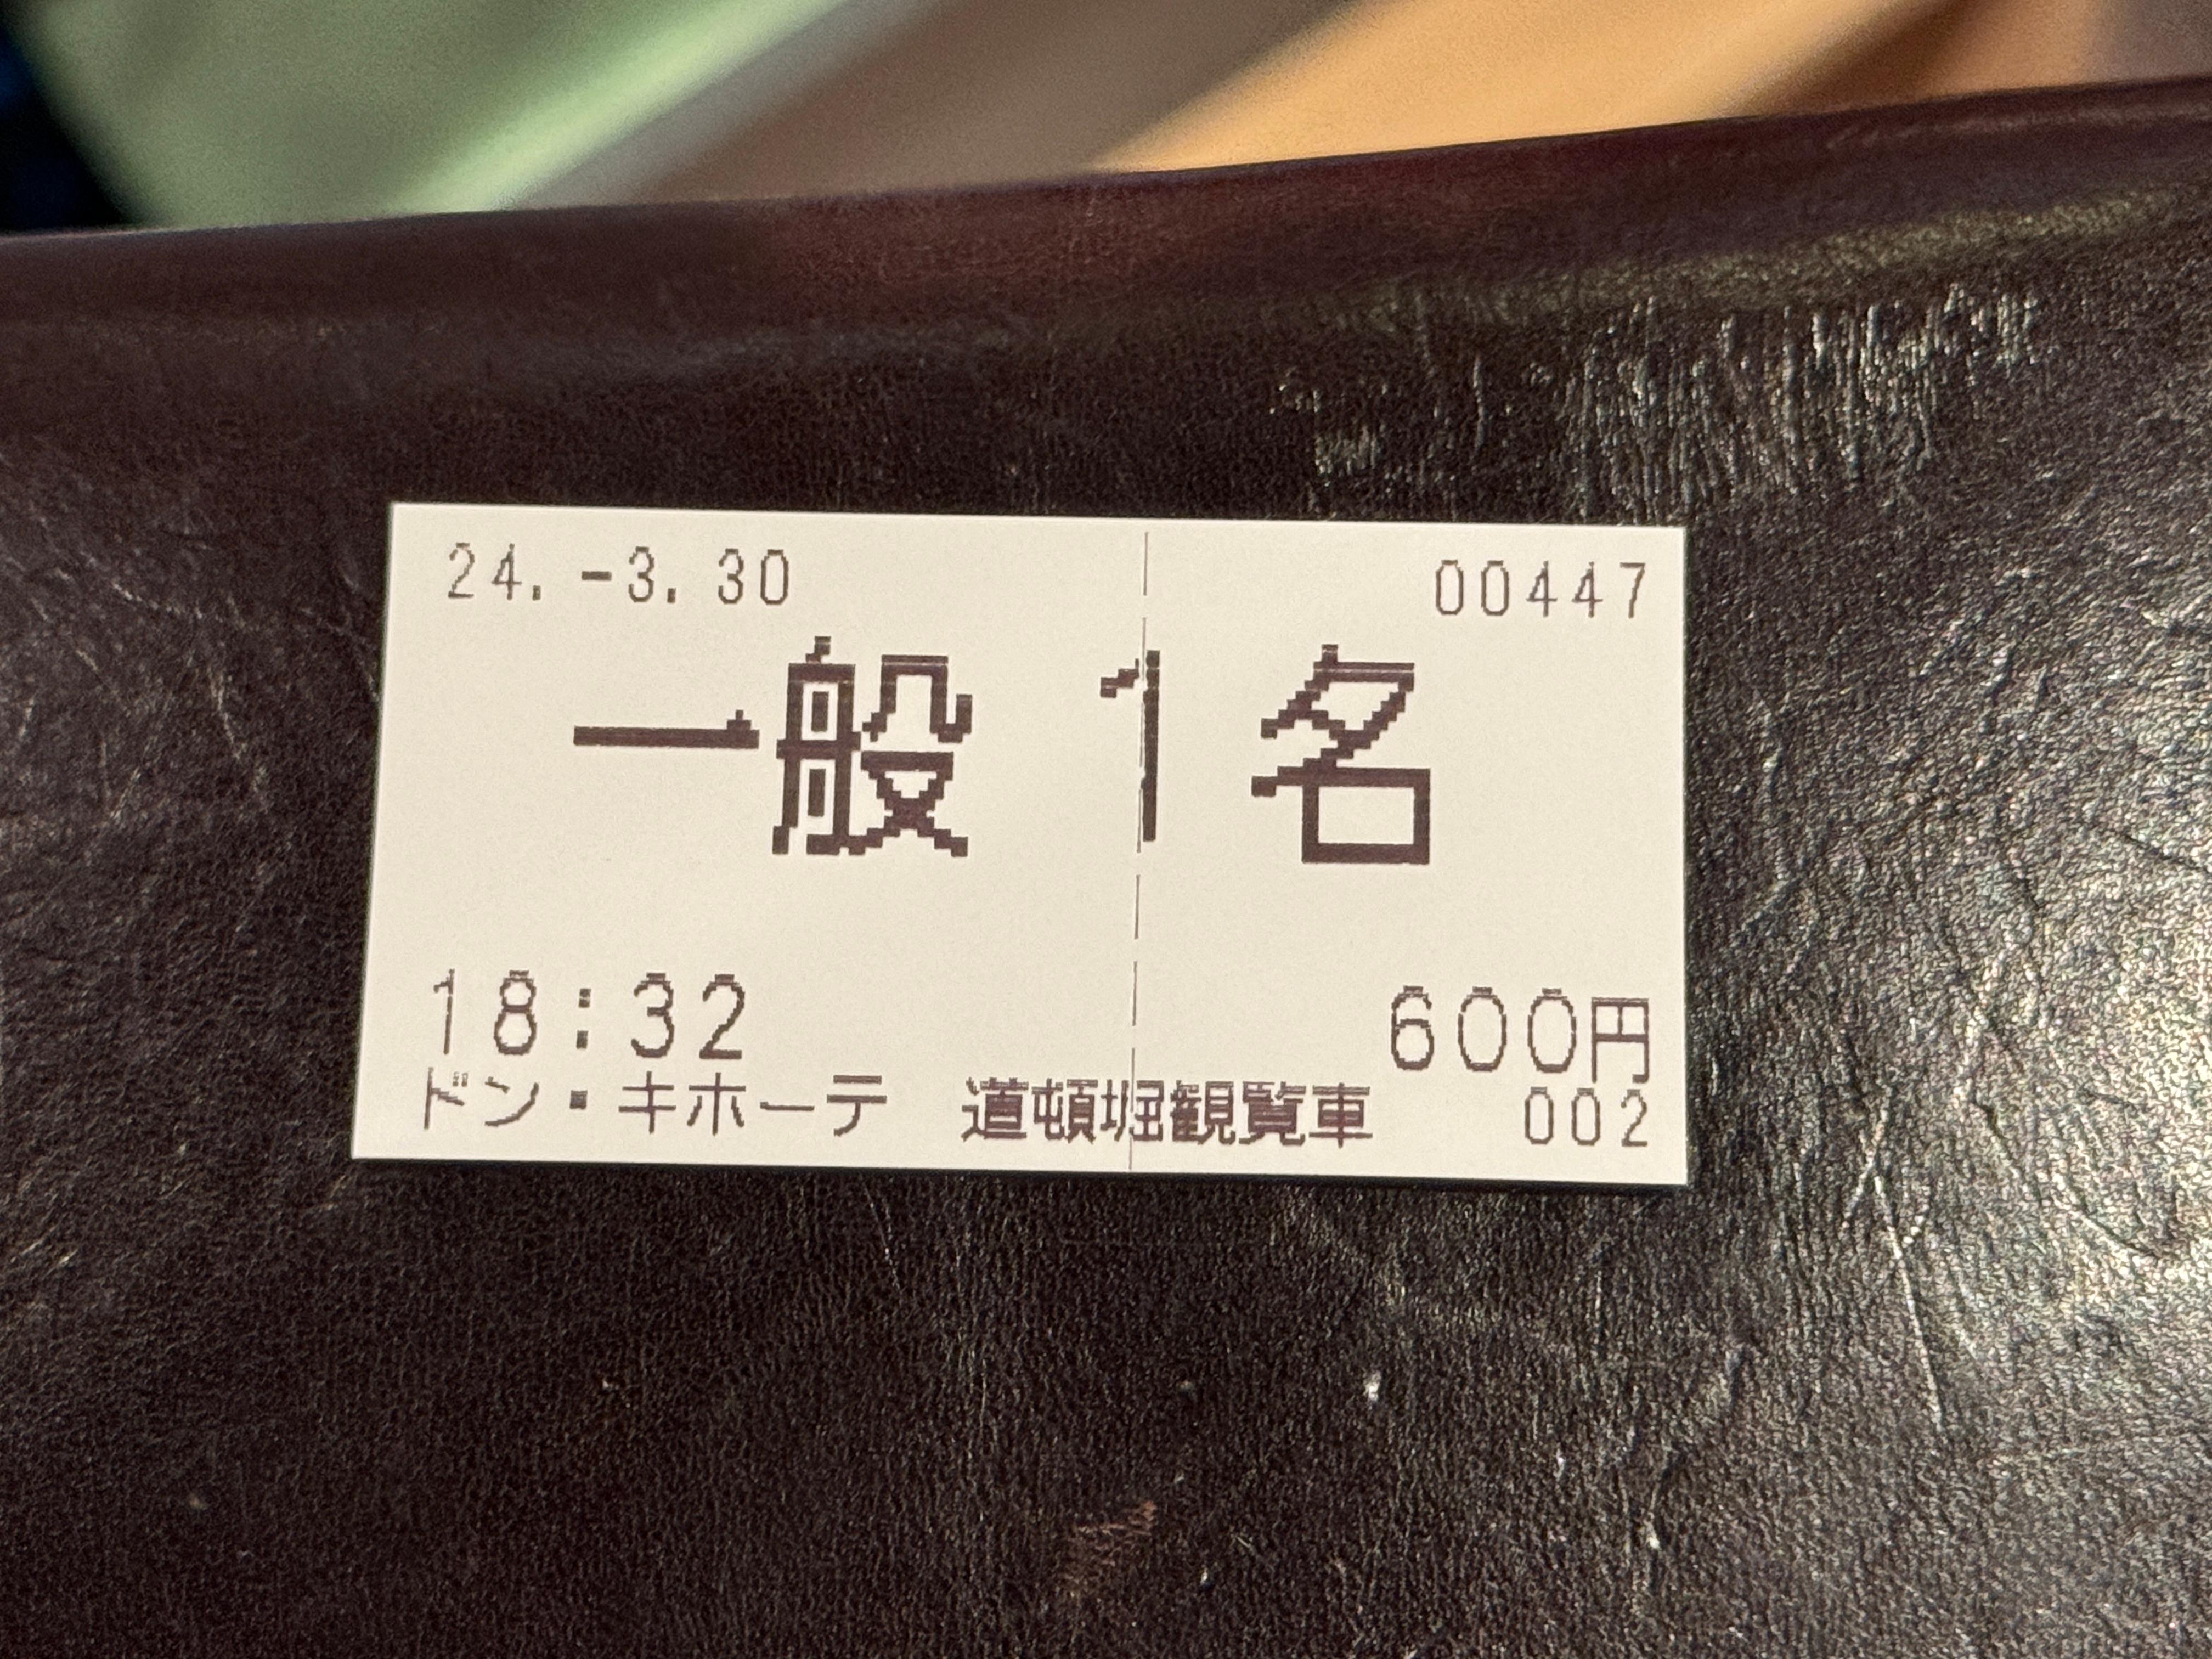 24.-3.30 00447
一般 1名
18:32 600円
ドン・キホーテ 道頓堀観覧車 002